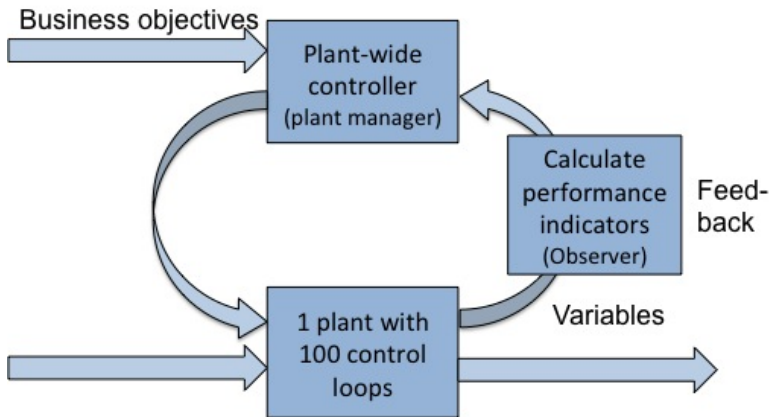 Business objectives
Plant-wide
controller
(plant manager)
Calculate
performance
indicators
(Observer)
Feed-
back
Variables
1 plant with
100 control
loops